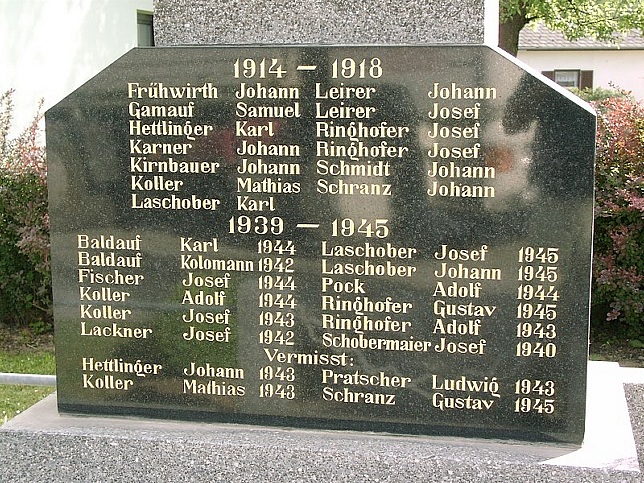 1914 – 1918
Frühwirth Johann Leirer Johann
Gamauf Samuel Leirer Josef
Hettlinger Karl Ringhofer Josef
Karner Johann Ringhofer Josef
Kirnbauer Johann Schmidt Johann
Koller Mathias Schranz Johann
Laschober Karl
1939 – 1945
Baldauf Karl 1944 Laschober Josef 1945
Baldauf Kolomann 1942 Laschober Johann 1945
Fischer Josef 1944 Pock Adolf 1944
Koller Adolf 1944 Ringhofer Gustav 1945
Koller Josef 1943 Ringhofer Adolf 1943
Lackner Josef 1942 Schobermaier Josef 1940
Vermisst:
Hettlinger Johann 1943 Pratscher Ludwig 1943
Koller Mathias 1943 Schranz Gustav 1945